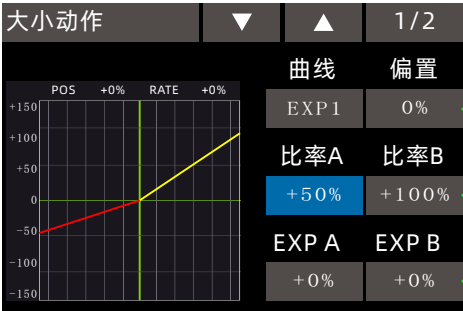 大小动作 ▼ ▲ 1/2
曲线 偏置
POS +0% RATE +0%
EXP1 0%
+150
+100
+50
0
-50
-100
-150
比率A 比率B
+50% +100%
EXP A EXP B
+0% +0%